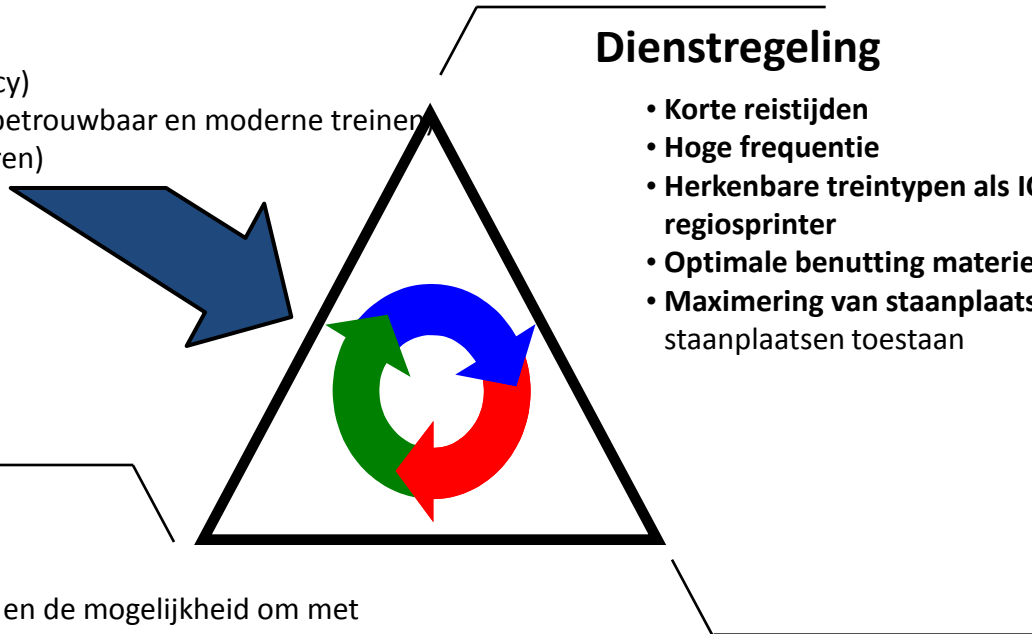 Dienstregeling
cy)
betrouwbaar en moderne treinen,
en)
• Korte reistijden
• Hoge frequentie
• Herkenbare treintypen als IC
regiosprinter
• Optimale benutting materie
• Maximering van staanplaats
staanplaatsen toestaan
en de mogelijkheid om met